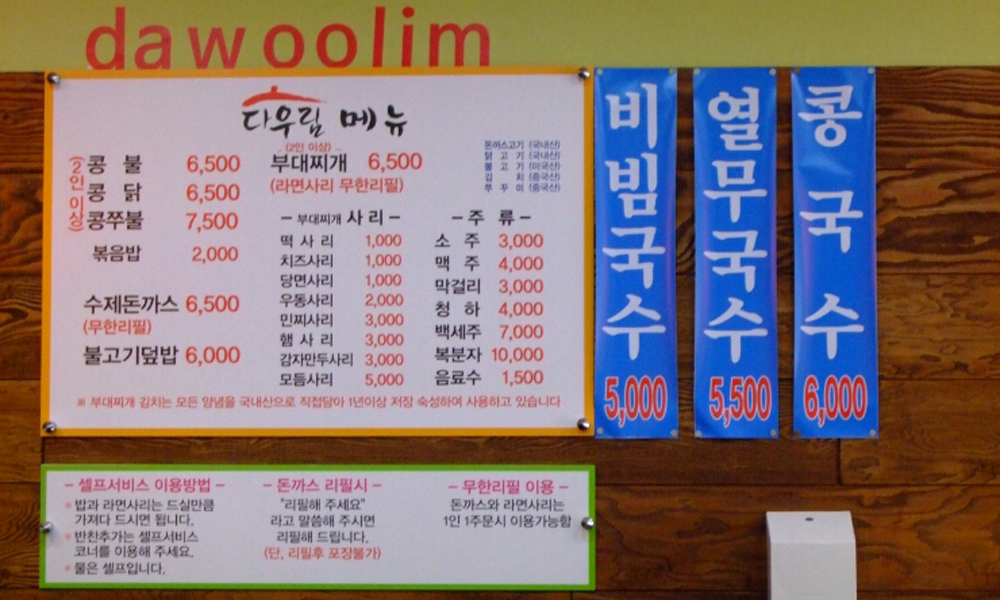 dawoolim
다우림 메뉴
(2인 이상)
콩 불 6,500
콩 닭 6,500
콩쭈불 7,500
볶음밥 2,000
수제돈까스 6,500
(무한리필)
불고기덮밥 6,000
(2인 이상)
부대찌개 6,500
(라면사리 무한리필)
돈까스고기 (국내산)
닭 고 기 (국내산)
불 고 기 (미국산)
김 치 (중국산)
쭈 꾸 미 (중국산)
- 부대찌개 사 리 -
떡 사 리 1,000
치즈사리 1,000
당면사리 1,000
우동사리 2,000
민찌사리 3,000
햄 사 리 3,000
감자만두사리 3,000
모듬사리 5,000
- 주 류 -
소 주 3,000
맥 주 4,000
막걸리 3,000
청 하 4,000
백세주 7,000
복분자 10,000
음료수 1,500
※ 부대찌개 김치는 모든 양념을 국내산으로 직접담아 1년이상 저장 숙성하여 사용하고 있습니다
비빔국수
5,000
열무국수
5,500
콩국수
6,000
- 셀프서비스 이용방법 -
* 밥과 라면사리는 드실만큼
가져다 드시면 됩니다.
* 반찬추가는 셀프서비스
코너를 이용해 주세요.
* 물은 셀프입니다.
- 돈까스 리필시 -
"리필해 주세요"
라고 말씀해 주시면
리필해 드립니다.
(단, 리필후 포장불가)
- 무한리필 이용 -
돈까스와 라면사리는
1인 1주문시 이용가능함